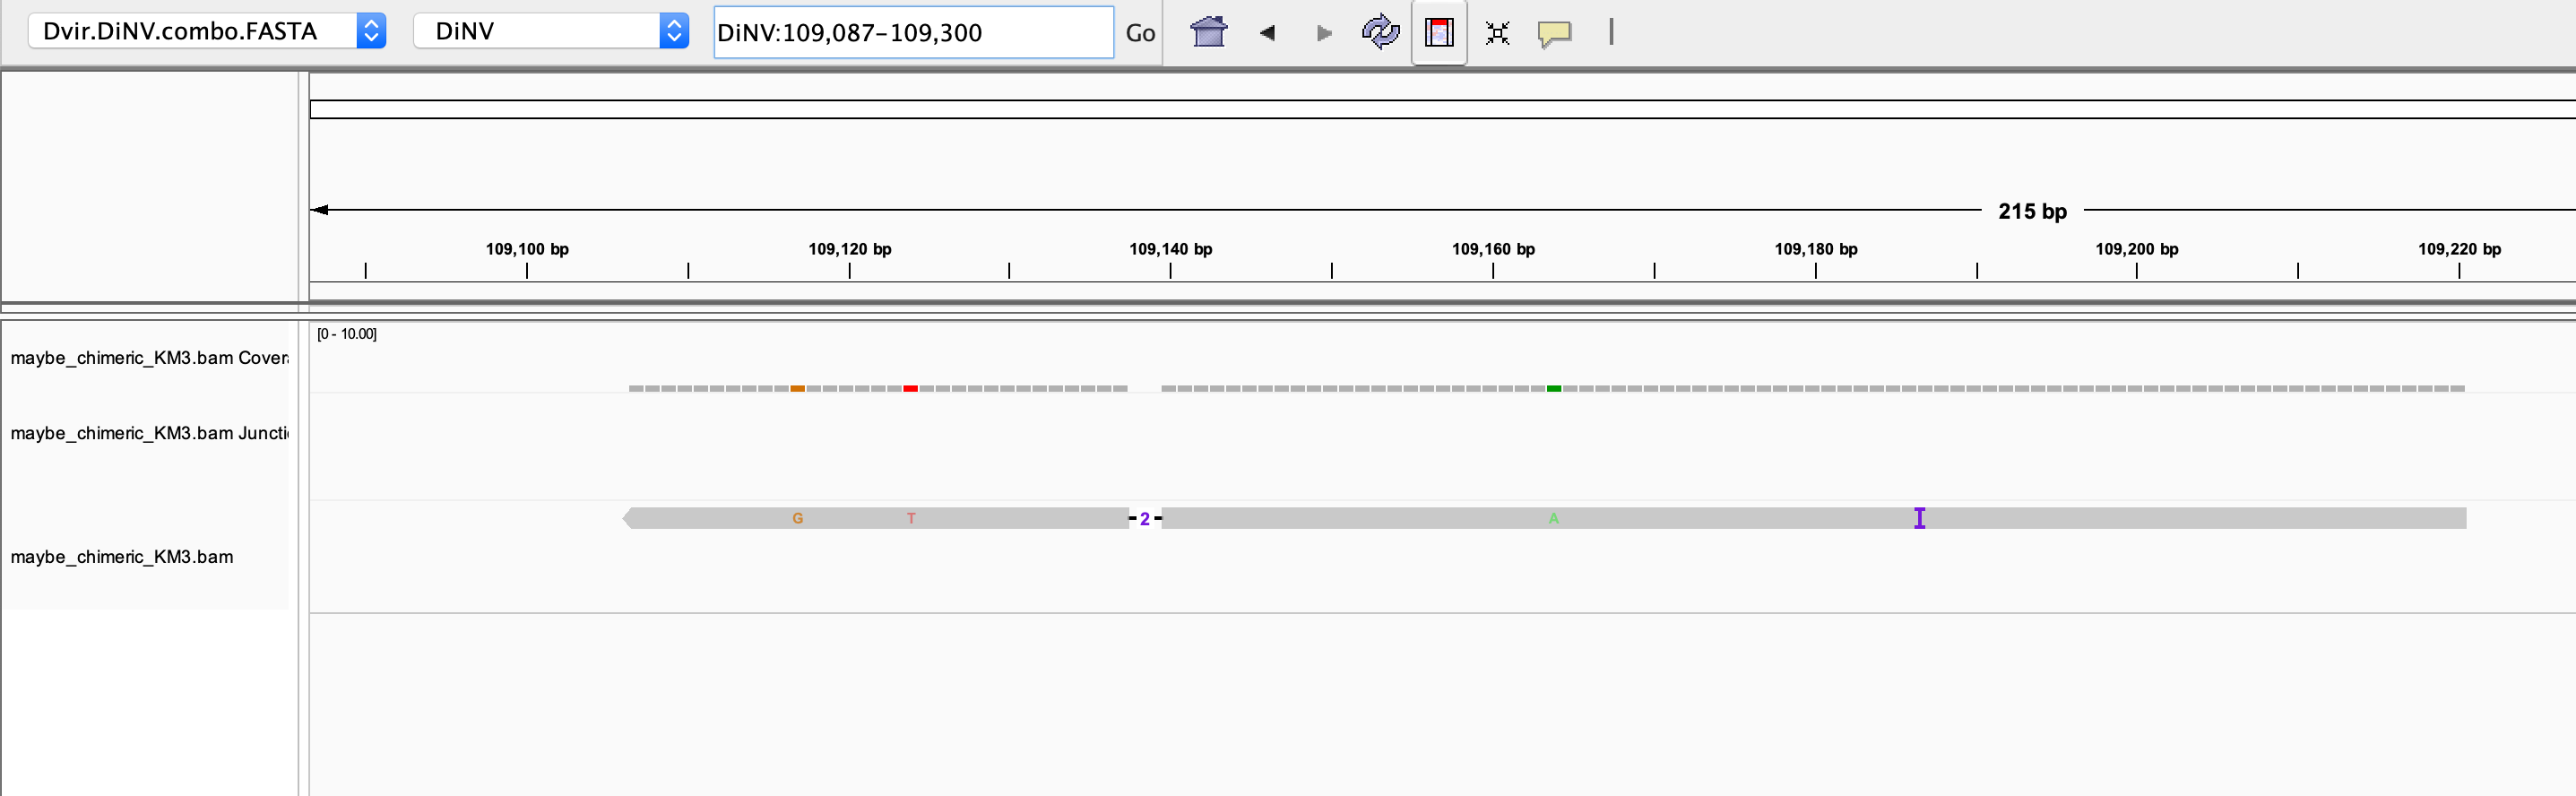 Dvir.DiNV.combo.FASTA DiNV DiNV:109,087-109,300 Go
215 bp
109,100 bp 109,120 bp 109,140 bp 109,160 bp 109,180 bp 109,200 bp 109,220 bp
[0 - 10.00]
maybe_chimeric_KM3.bam Cover
maybe_chimeric_KM3.bam Juncti
G T 2 A I
maybe_chimeric_KM3.bam